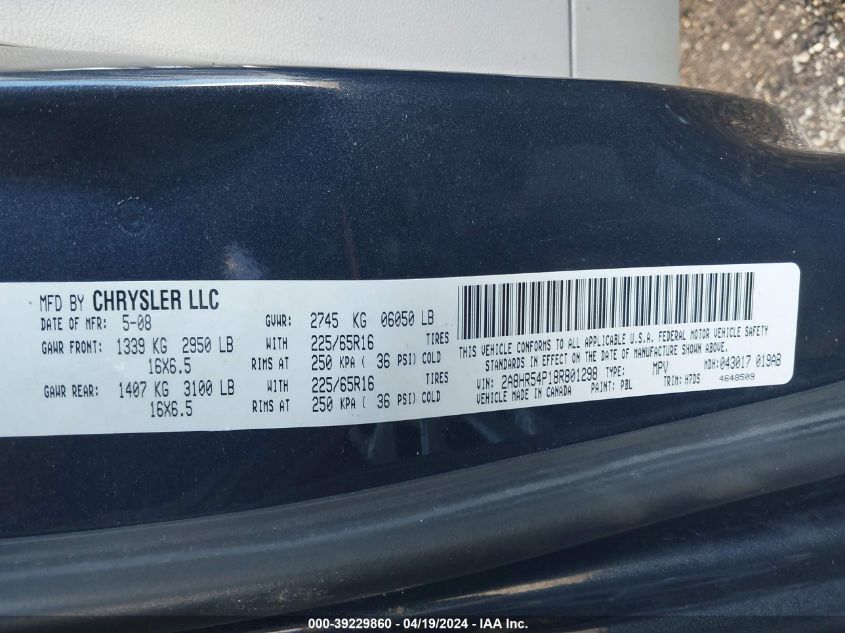 MFD BY CHRYSLER LLC
DATE OF MFR: 5-08 GVWR: 2745 KG 06050 LB
GAWR FRONT: 1339 KG 2950 LB WITH 225/65R16 TIRES
16X6.5 RIMS AT 250 KPA ( 36 PSI) COLD
GAWR REAR: 1407 KG 3100 LB WITH 225/65R16 TIRES
16X6.5 RIMS AT 250 KPA ( 36 PSI) COLD
THIS VEHICLE CONFORMS TO ALL APPLICABLE U.S.A. FEDERAL MOTOR VEHICLE SAFETY
STANDARDS IN EFFECT ON THE DATE OF MANUFACTURE SHOWN ABOVE.
VIN: 2A8HR54P18R801298 TYPE: MPV MDH: 043017 019AB
VEHICLE MADE IN CANADA PAINT: PBL TRIM: H7DS 4648509
000-39229860 - 04/19/2024 - IAA